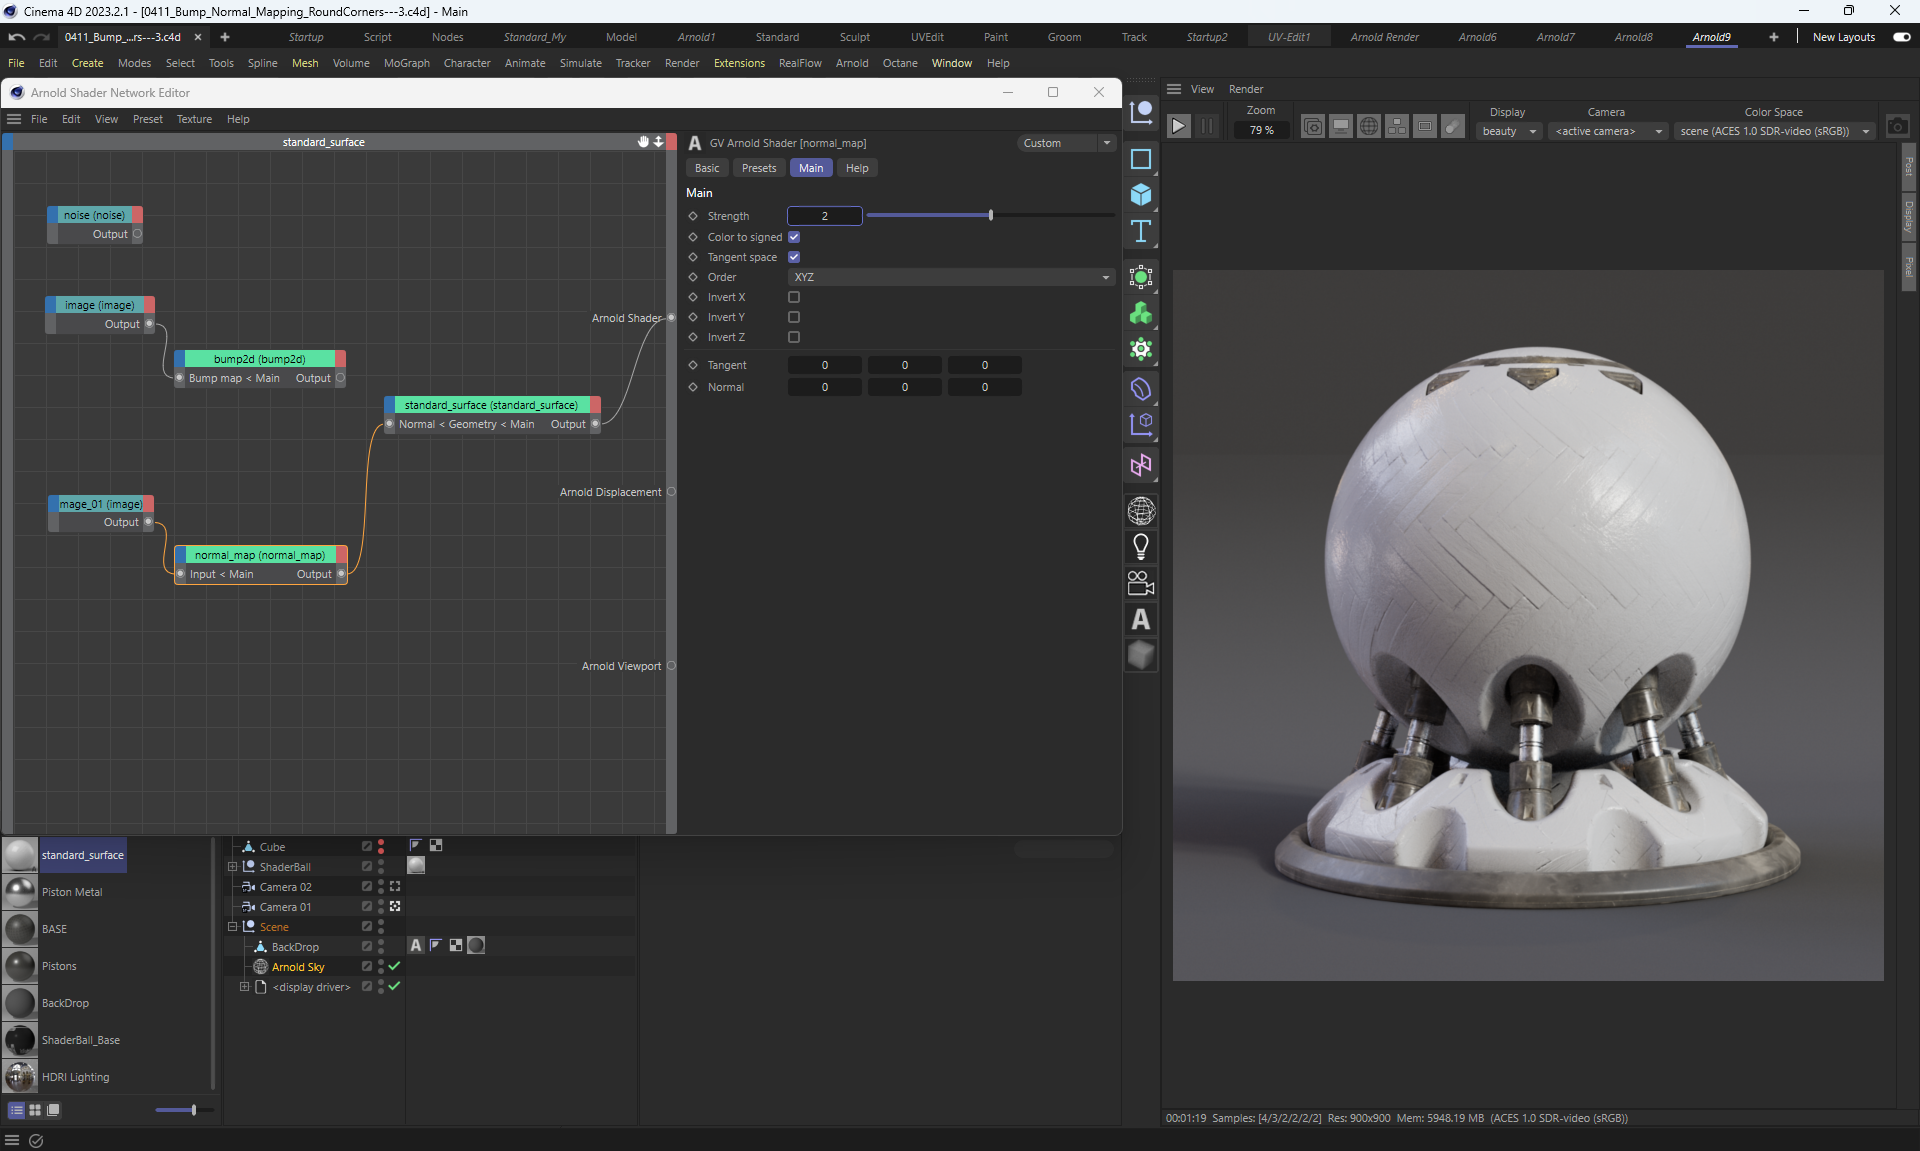 Cinema 4D 2023.2.1 - [0411_Bump_Normal_Mapping_RoundCorners---3.c4d] - Main
0411_Bump_...rs---3.c4d × + Startup Script Nodes Standard_My Model Arnold1 Standard Sculpt UVEdit Paint Groom Track Startup2 UV-Edit1 Arnold Render Arnold6 Arnold7 Arnold8 Arnold9 + New Layouts
File Edit Create Modes Select Tools Spline Mesh Volume MoGraph Character Animate Simulate Tracker Render Extensions RealFlow Arnold Octane Window Help
Arnold Shader Network Editor
File Edit View Preset Texture Help
standard_surface
noise (noise)
Output
image (image)
Output
Arnold Shader
bump2d (bump2d)
Bump map < Main Output
standard_surface (standard_surface)
Normal < Geometry < Main Output
Arnold Displacement
mage_01 (image)
Output
normal_map (normal_map)
Input < Main Output
Arnold Viewport
A GV Arnold Shader [normal_map] Custom
Basic Presets Main Help
Main
Strength 2
Color to signed
Tangent space
Order XYZ
Invert X
Invert Y
Invert Z
Tangent 0 0 0
Normal 0 0 0
T
A
View Render
Zoom Display Camera Color Space
79 % beauty <active camera> scene (ACES 1.0 SDR-video (sRGB))
Post
Display
Pixel
standard_surface
Piston Metal
BASE
Pistons
BackDrop
ShaderBall_Base
HDRI Lighting
Cube
ShaderBall
Camera 02
Camera 01
Scene
BackDrop A
Arnold Sky
<display driver>
00:01:19 Samples: [4/3/2/2/2/2] Res: 900x900 Mem: 5948.19 MB (ACES 1.0 SDR-video (sRGB))